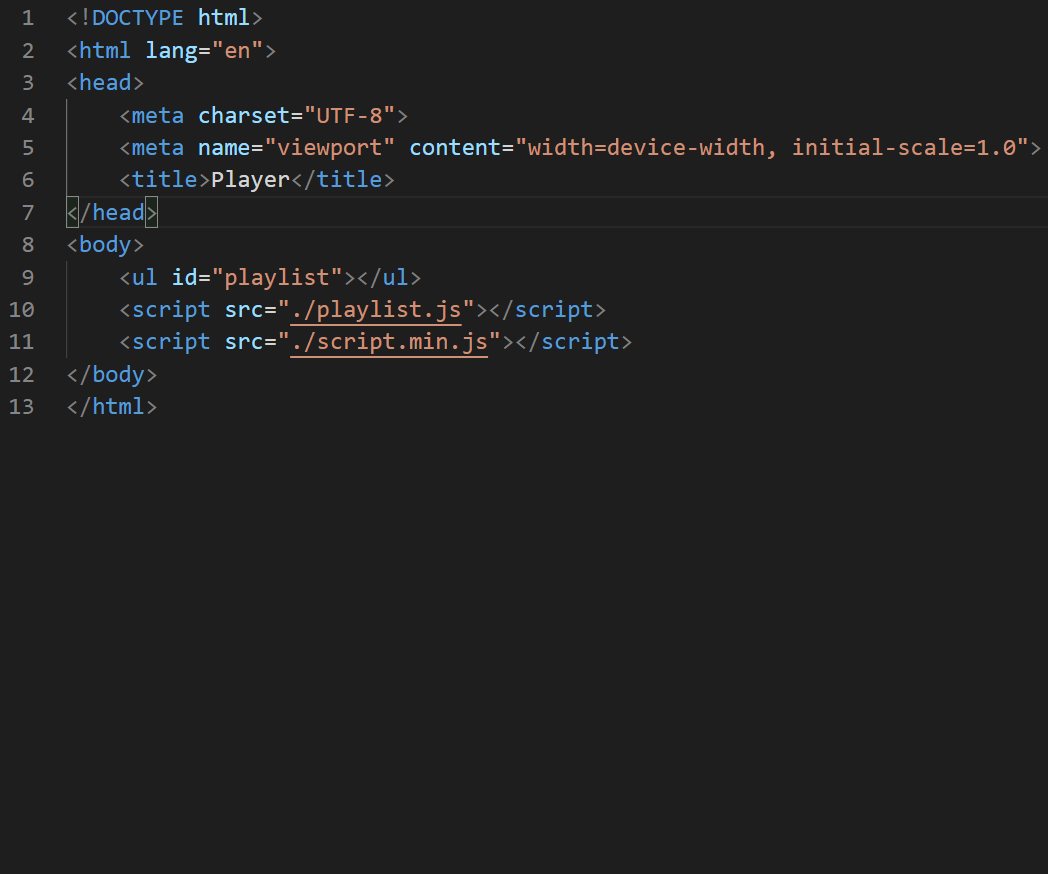 1 <!DOCTYPE html>
2 <html lang="en">
3 <head>
4     <meta charset="UTF-8">
5     <meta name="viewport" content="width=device-width, initial-scale=1.0">
6     <title>Player</title>
7 </head>
8 <body>
9     <ul id="playlist"></ul>
10     <script src="./playlist.js"></script>
11     <script src="./script.min.js"></script>
12 </body>
13 </html>